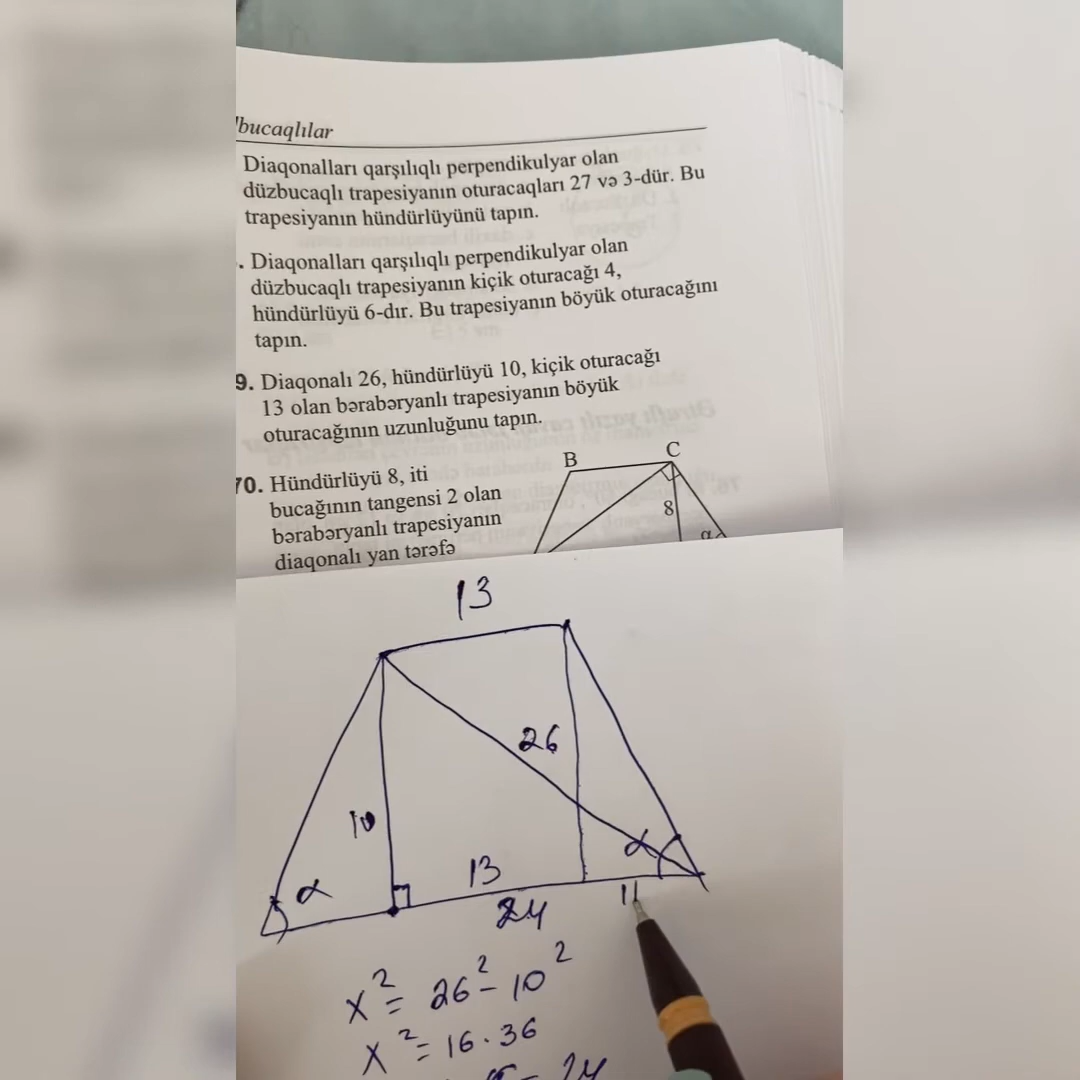 bucaqlılar
Diaqonalları qarşılıqlı perpendikulyar olan
düzbucaqlı trapesiyanın oturacaqları 27 və 3-dür. Bu
trapesiyanın hündürlüyünü tapın.
. Diaqonalları qarşılıqlı perpendikulyar olan
düzbucaqlı trapesiyanın kiçik oturacağı 4,
hündürlüyü 6-dır. Bu trapesiyanın böyük oturacağını
tapın.
9. Diaqonalı 26, hündürlüyü 10, kiçik oturacağı
13 olan bərabəryanlı trapesiyanın böyük
oturacağının uzunluğunu tapın.
70. Hündürlüyü 8, iti
bucağının tangensi 2 olan
bərabəryanlı trapesiyanın
diaqonalı yan tərəfə
B C
8
α
13
26
10
α
α
13
24
11
x² = 26² - 10²
x² = 16 · 36
= 24